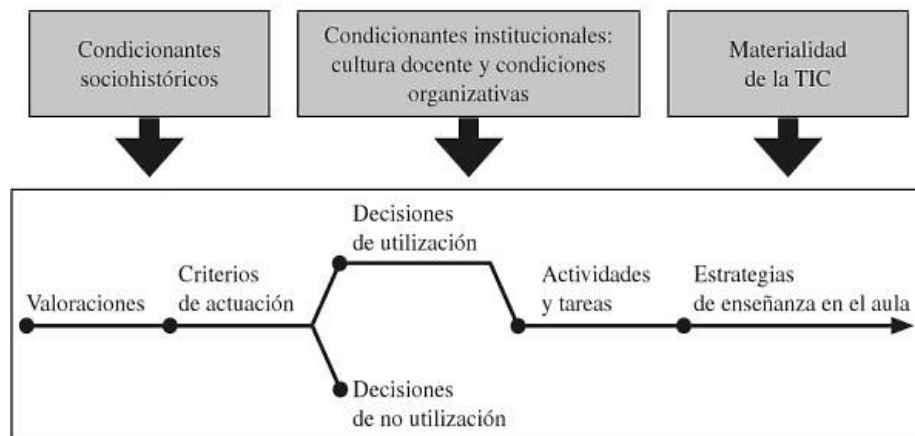 Condicionantes
sociohistóricos
Condicionantes institucionales:
cultura docente y condiciones
organizativas
Materialidad
de la TIC
Decisiones
de utilización
Valoraciones
Criterios
de actuación
Actividades
y tareas
Estrategias
de enseñanza en el aula
Decisiones
de no utilización